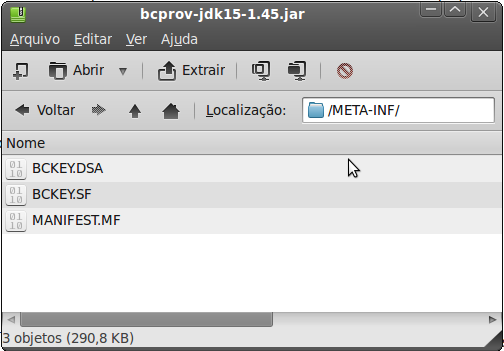 bcprov-jdk15-1.45.jar
Arquivo Editar Ver Ajuda
Abrir Extrair
Voltar Localização: /META-INF/
Nome
BCKEY.DSA
BCKEY.SF
MANIFEST.MF
3 objetos (290,8 KB)